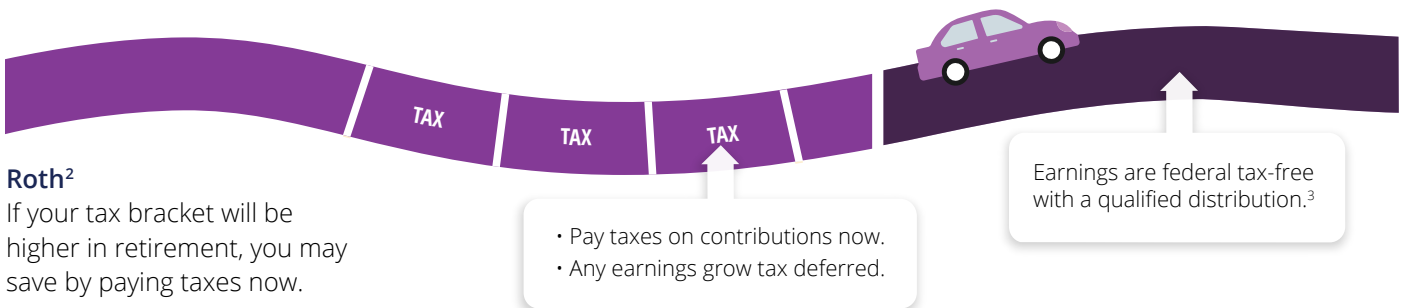 TAX
TAX
TAX
Roth²
If your tax bracket will be
higher in retirement, you may
save by paying taxes now.
• Pay taxes on contributions now.
• Any earnings grow tax deferred.
Earnings are federal tax-free
with a qualified distribution.³